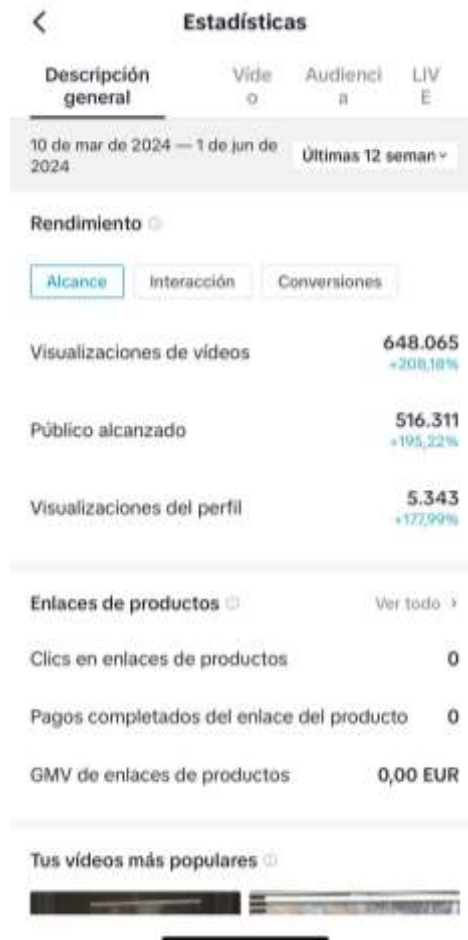 Estadísticas
Descripción general
Víde
o
Audienci
a
LIV
E
10 de mar de 2024 — 1 de jun de
2024
Últimas 12 seman
Rendimiento
Alcance
Interacción
Conversiones
Visualizaciones de vídeos
648.065
+208,18%
Público alcanzado
516.311
+195,22%
Visualizaciones del perfil
5.343
+177,99%
Enlaces de productos
Ver todo
Clics en enlaces de productos
0
Pagos completados del enlace del producto
0
GMV de enlaces de productos
0,00 EUR
Tus vídeos más populares